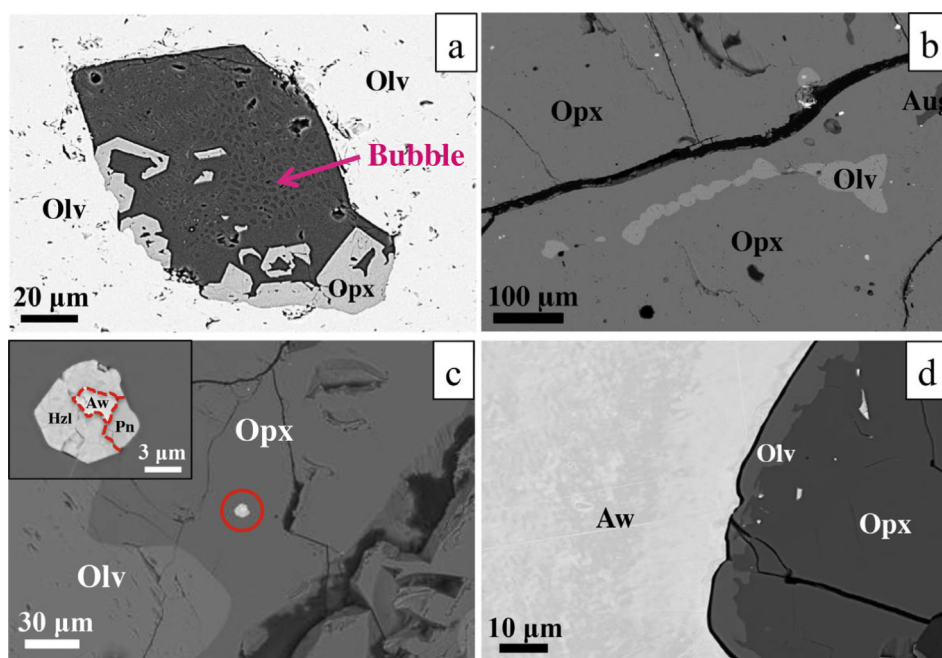 a
Olv
Bubble
Olv
Opx
20 µm
b
Opx
Au
Olv
Opx
100 µm
c
Hzl
Aw
Pn
3 µm
Opx
Olv
30 µm
d
Olv
Aw
Opx
10 µm